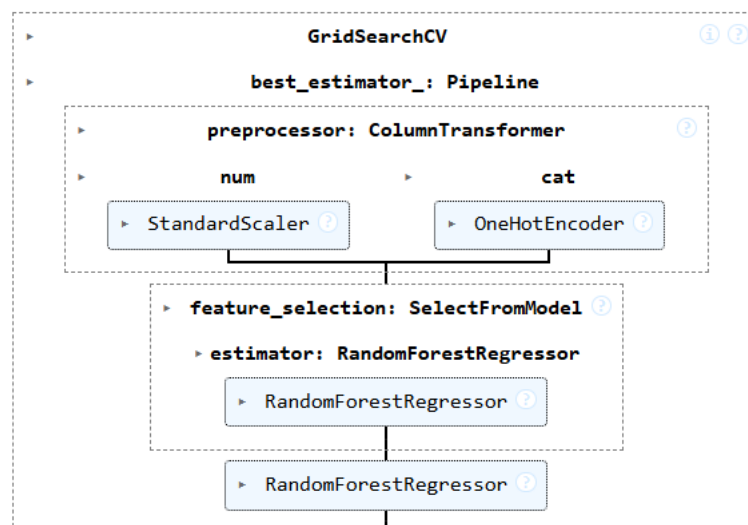 GridSearchCV
best_estimator_: Pipeline
preprocessor: ColumnTransformer
num cat
StandardScaler ? OneHotEncoder ?
feature_selection: SelectFromModel ?
estimator: RandomForestRegressor
RandomForestRegressor ?
RandomForestRegressor ?